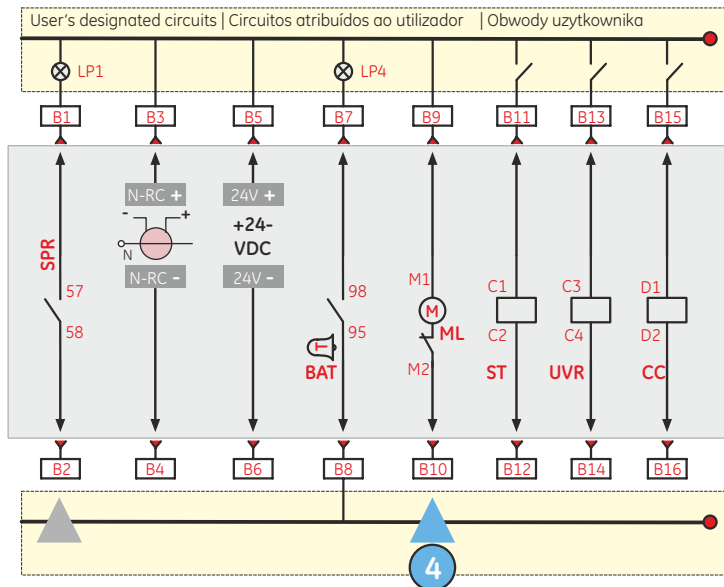 User's designated circuits | Circuitos atribuídos ao utilizador | Obwody uzytkownika
LP1 LP4
B1 B3 B5 B7 B9 B11 B13 B15
N-RC + 24V +
- + +24-
N VDC
SPR
N-RC - 24V -
57 98 M1 C1 C3 D1
M
58 95 ML C2 C4 D2
T
BAT M2 ST UVR CC
B2 B4 B6 B8 B10 B12 B14 B16
4